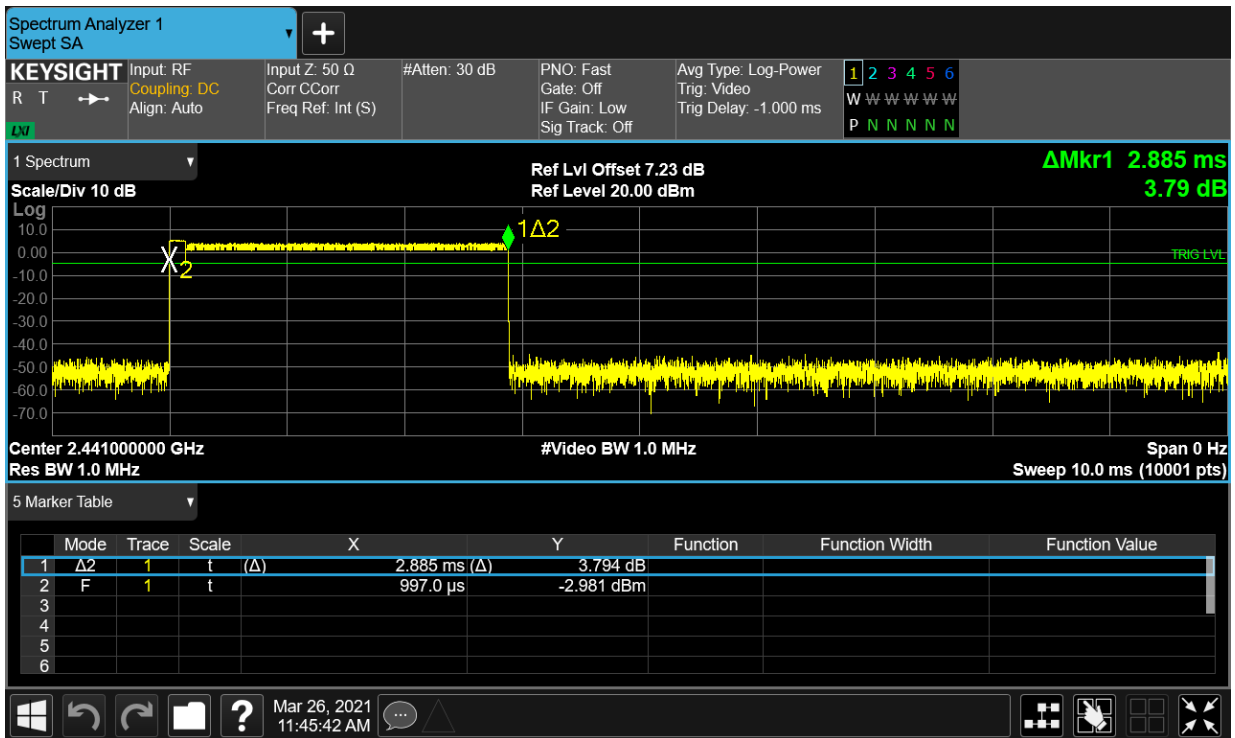 Spectrum Analyzer 1
Swept SA
KEYSIGHT
R T
LXI
Input: RF
Coupling: DC
Align: Auto
Input Z: 50 Ω
Corr CCorr
Freq Ref: Int (S)
#Atten: 30 dB
PNO: Fast
Gate: Off
IF Gain: Low
Sig Track: Off
Avg Type: Log-Power
Trig: Video
Trig Delay: -1.000 ms
1 2 3 4 5 6
W W W W W W
P N N N N N
1 Spectrum
Scale/Div 10 dB
Ref Lvl Offset 7.23 dB
Ref Level 20.00 dBm
ΔMkr1 2.885 ms
3.79 dB
Log
10.0
0.00
-10.0
-20.0
-30.0
-40.0
-50.0
-60.0
-70.0
1Δ2
2
TRIG LVL
Center 2.441000000 GHz
#Video BW 1.0 MHz
Span 0 Hz
Res BW 1.0 MHz
Sweep 10.0 ms (10001 pts)
5 Marker Table
Mode Trace Scale X Y Function Function Width Function Value
1 Δ2 1 t (Δ) 2.885 ms (Δ) 3.794 dB
2 F 1 t 997.0 µs -2.981 dBm
3
4
5
6
?
Mar 26, 2021
11:45:42 AM